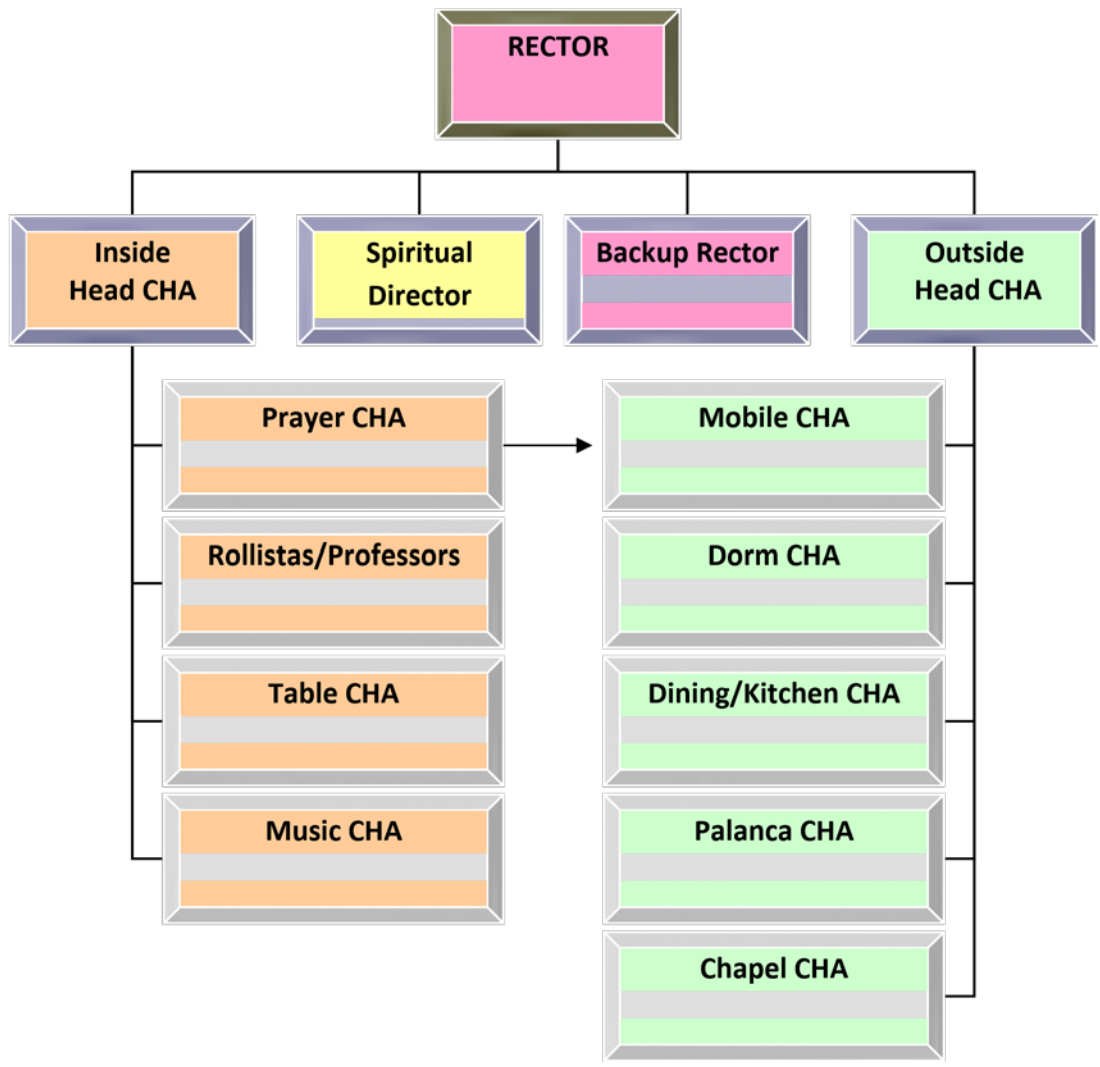 RECTOR
Inside
Head CHA
Spiritual
Director
Backup Rector
Outside
Head CHA
Prayer CHA
Mobile CHA
Rollistas/Professors
Dorm CHA
Table CHA
Dining/Kitchen CHA
Music CHA
Palanca CHA
Chapel CHA